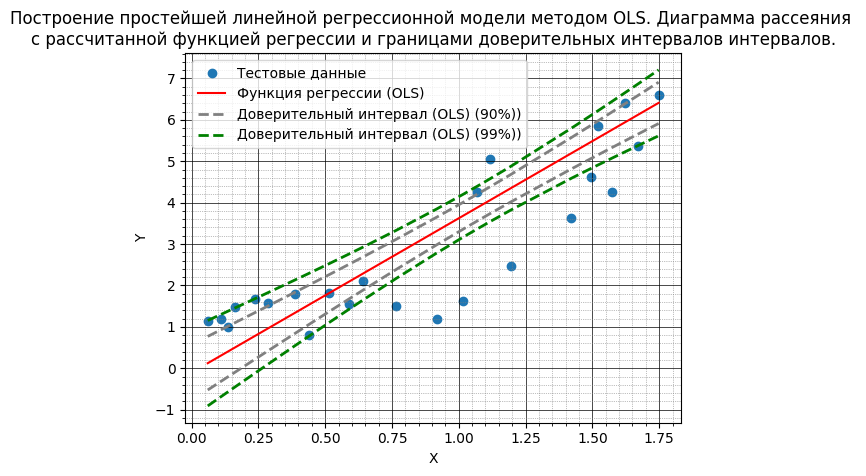 Построение простейшей линейной регрессионной модели методом OLS. Диаграмма рассеяния
с рассчитанной функцией регрессии и границами доверительных интервалов интервалов.
Тестовые данные
Функция регрессии (OLS)
Доверительный интервал (OLS) (90%))
Доверительный интервал (OLS) (99%))
7
6
5
4
3
2
1
0
−1
Y
0.00 0.25 0.50 0.75 1.00 1.25 1.50 1.75
X